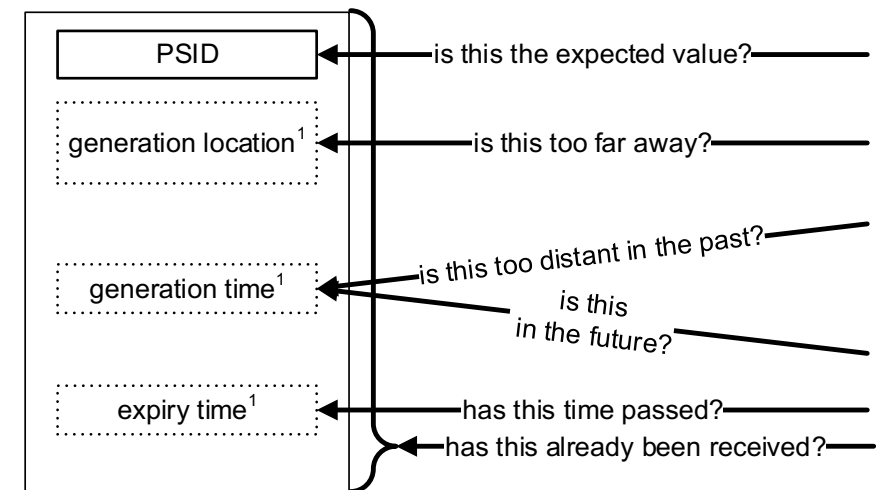 PSID
is this the expected value?
generation location¹
is this too far away?
is this too distant in the past?
generation time¹
is this
in the future?
expiry time¹
has this time passed?
has this already been received?